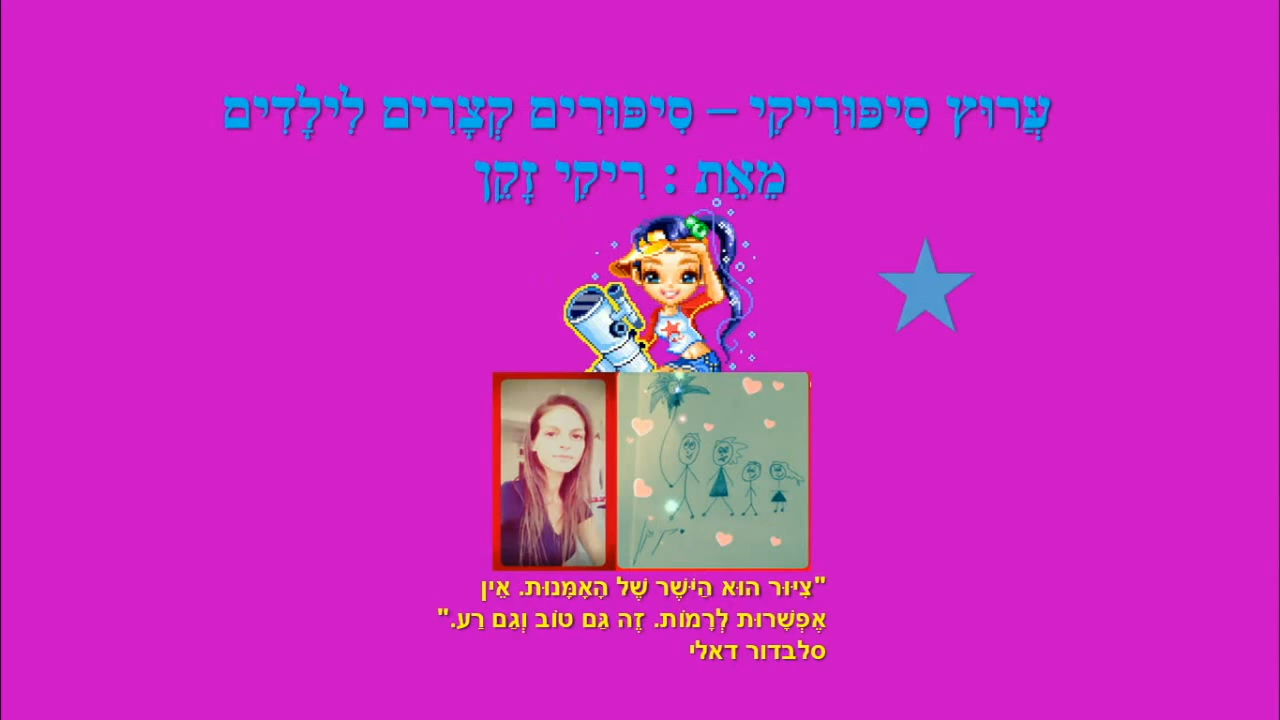 עֲרוּץ סִיפּוּרִיקִי – סִיפּוּרִים קְצָרִים לִילָדִים
מֵאֵת : רִיקִי זָקֵן
"צִיּוּר הוּא הַיֹּשֶׁר שֶׁל הָאָמָּנוּת. אֵין
אֶפְשָׁרוּת לְרַמּוֹת. זֶה גַּם טוֹב וְגַם רַע."
סלבדור דאלי